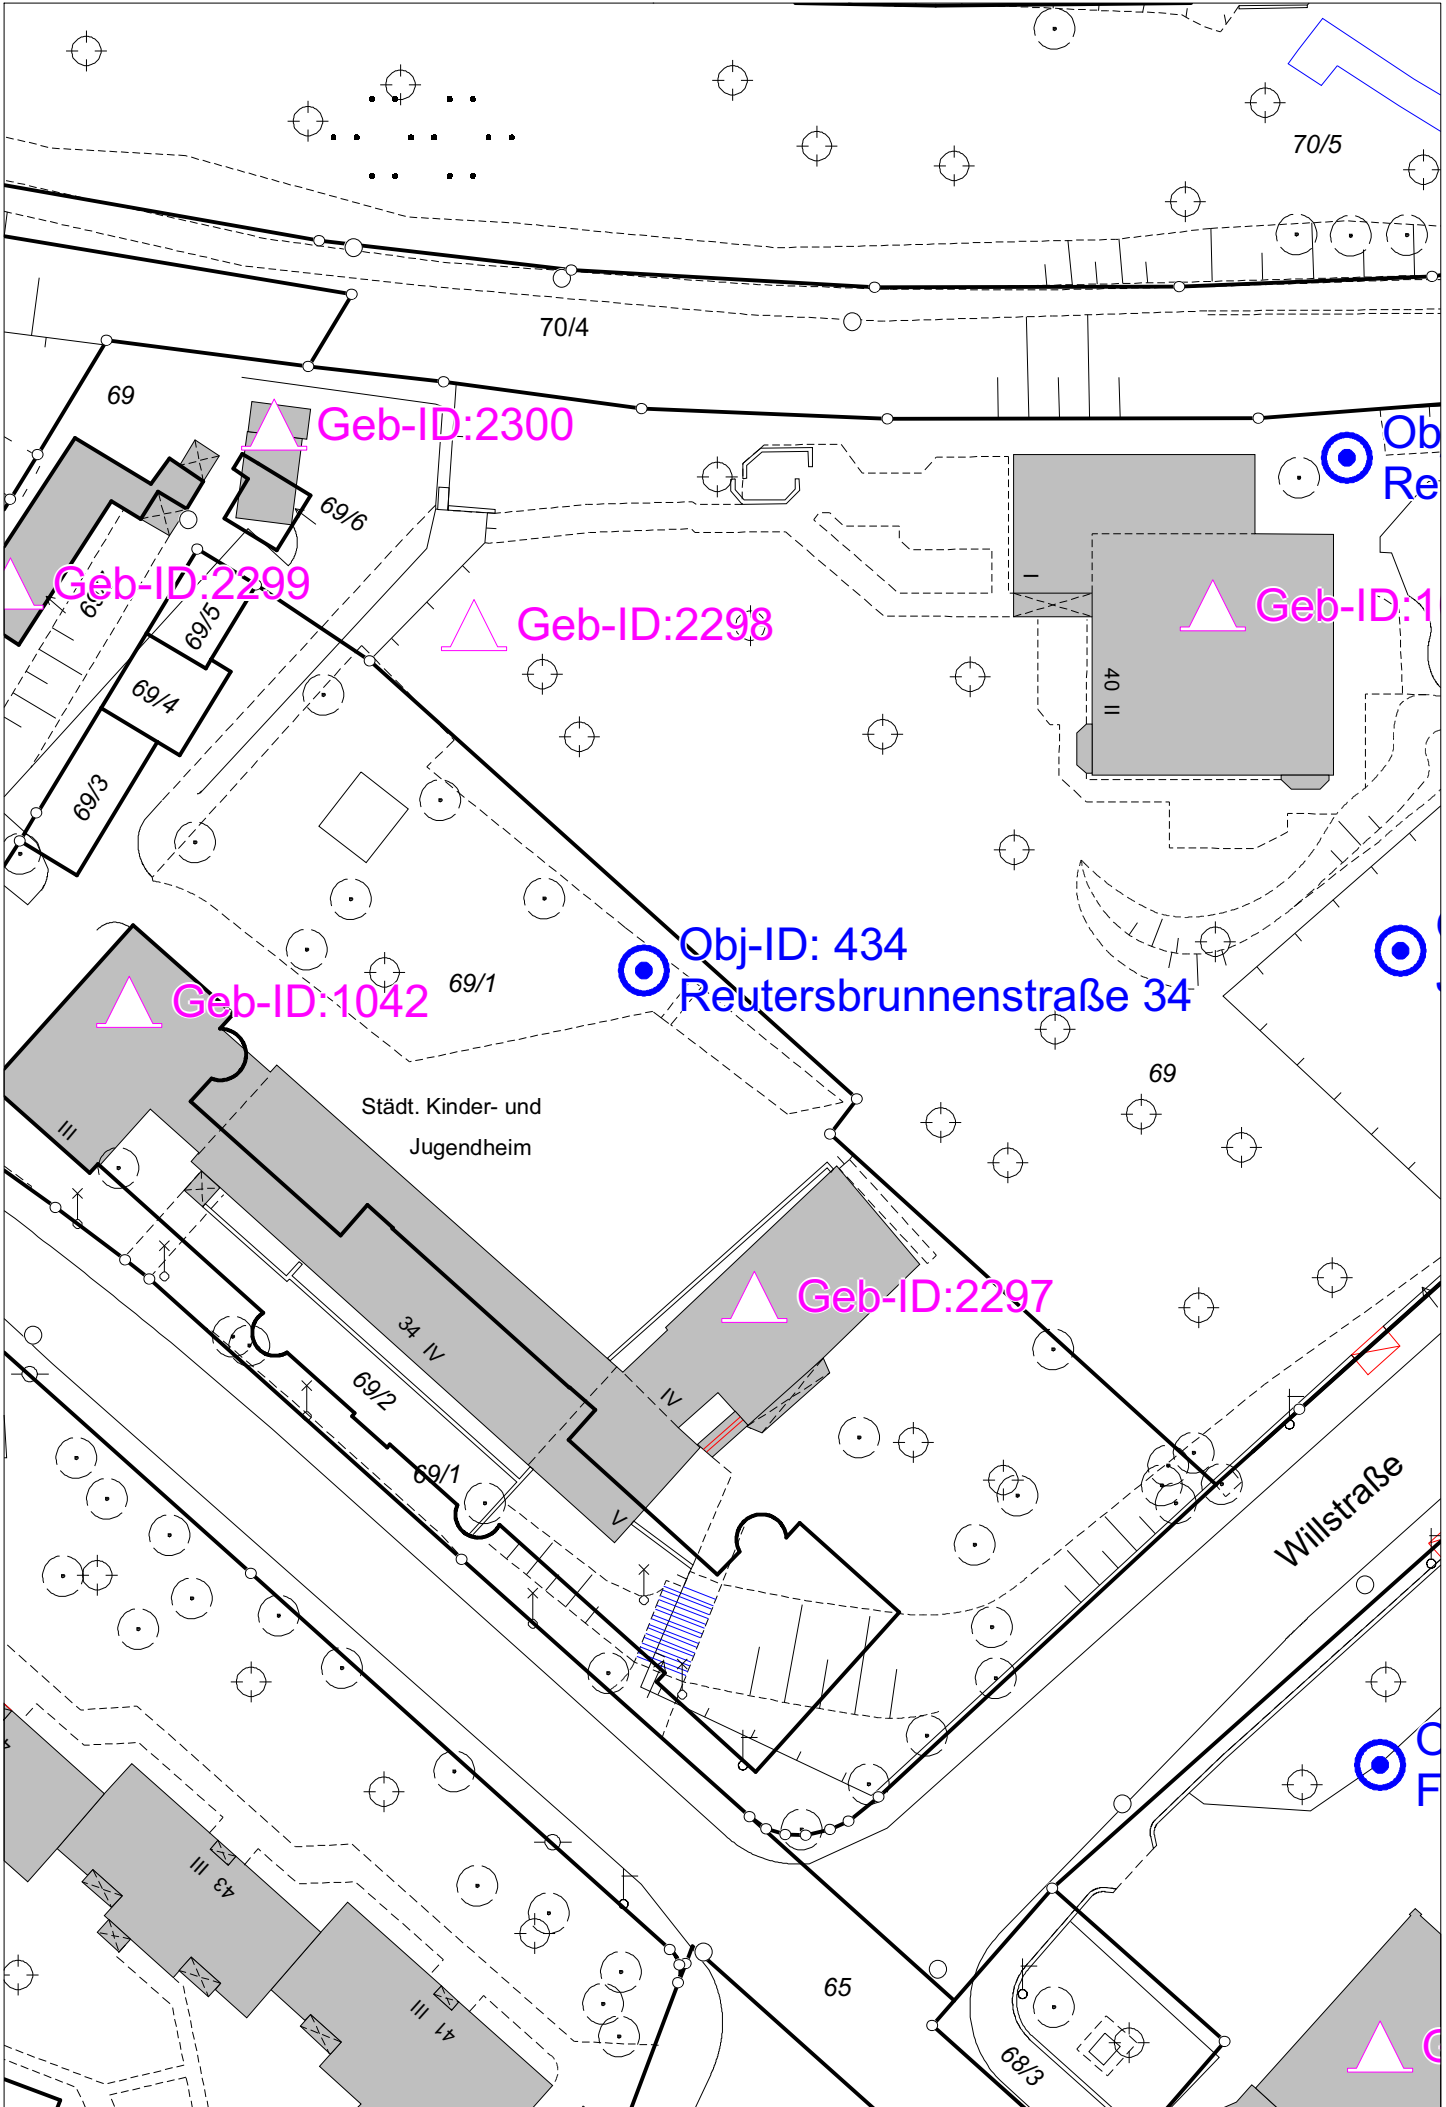 70/5
70/4
69
Geb-ID:2300
69/6
Geb-ID:2299
69/5
Geb-ID:2298
I
Geb-ID:1
Ob
Re
69/4
40 II
69/3
Obj-ID: 434
Reutersbrunnenstraße 34
69/1
Geb-ID:1042
69
Städt. Kinder- und
Jugendheim
III
Geb-ID:2297
34 IV
69/2
IV
69/1
V
Willstraße
F
43 III
41 III
65
68/3